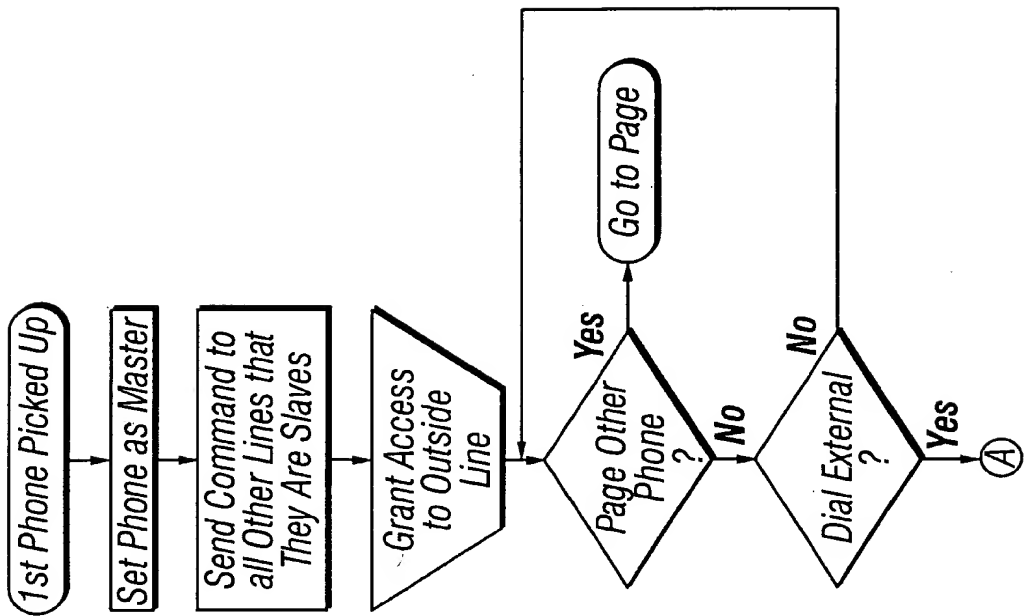 1st Phone Picked Up
Set Phone as Master
Send Command to
all Other Lines that
They Are Slaves
Grant Access
to Outside
Line
Page Other
Phone
?
Yes
Go to Page
No
Dial External
?
No
Yes
A